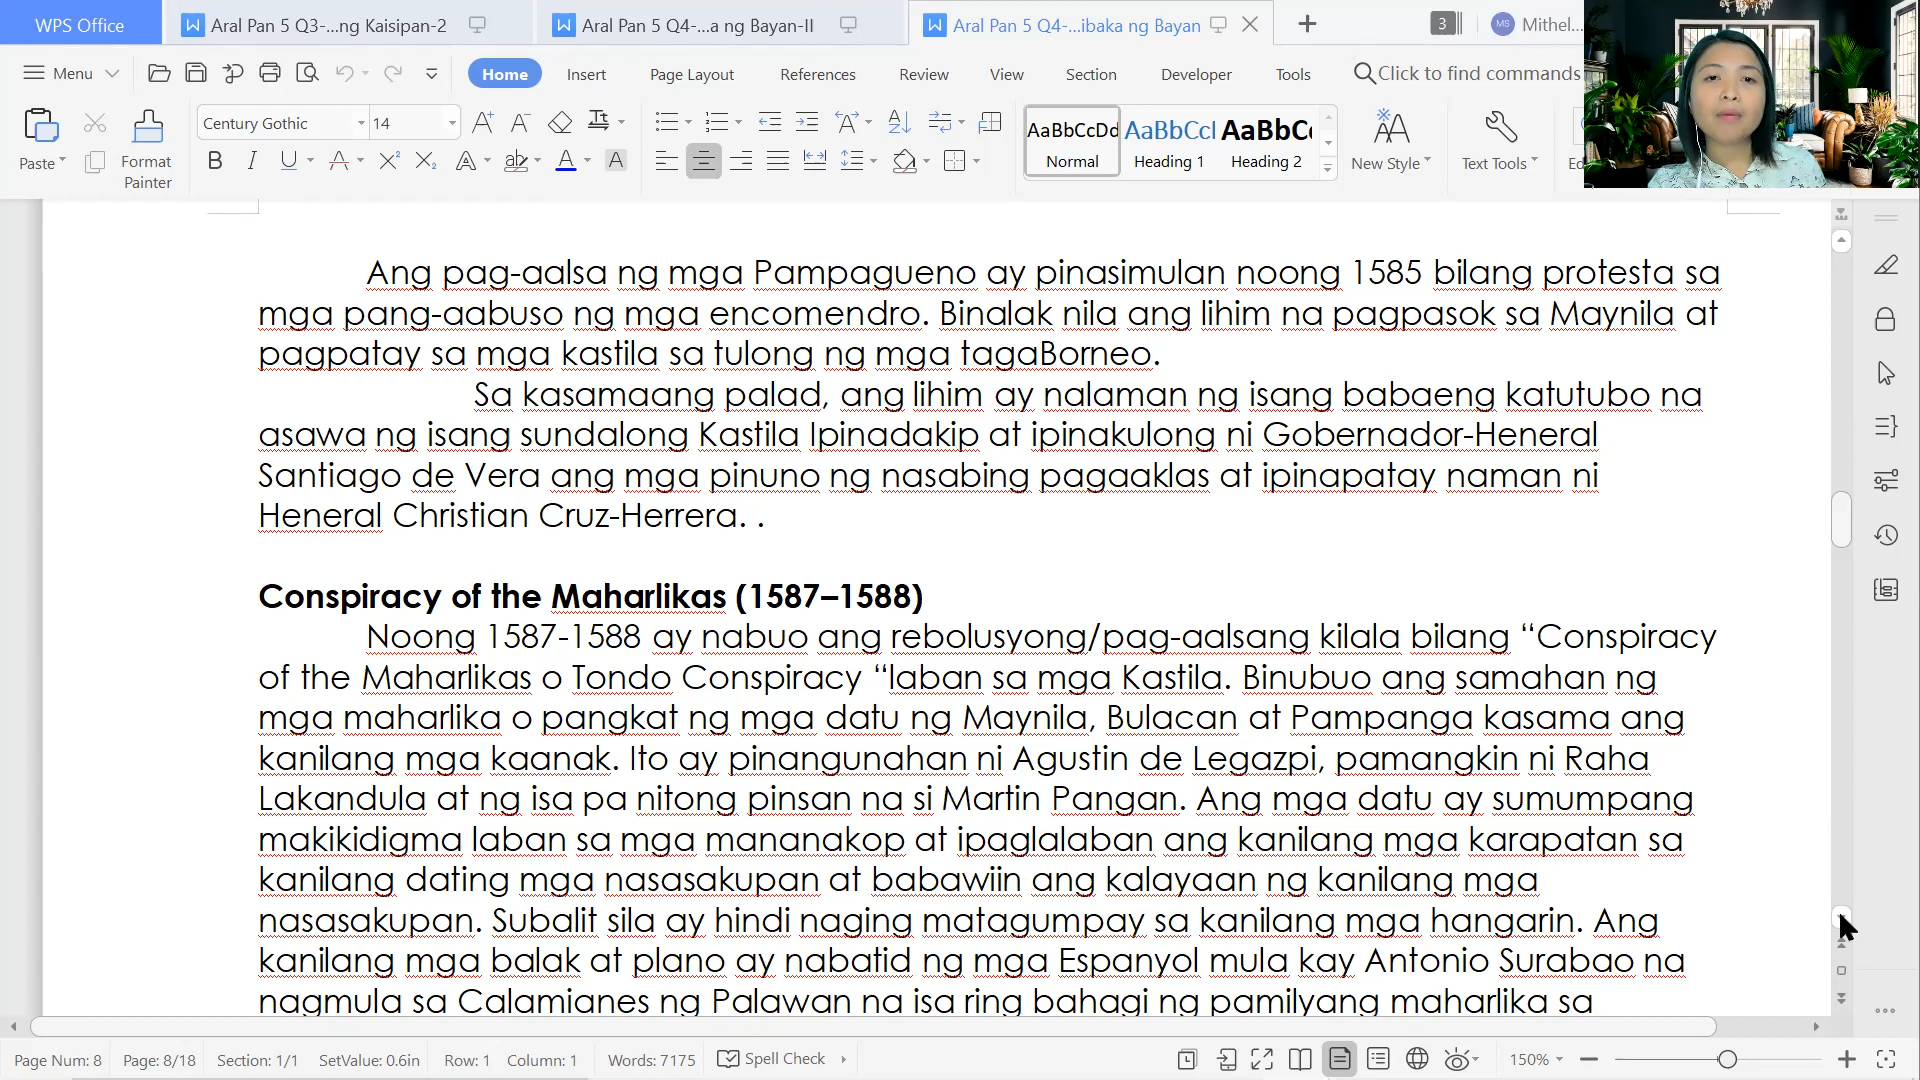 WPS Office
Aral Pan 5 Q3-...ng Kaisipan-2
Aral Pan 5 Q4-...a ng Bayan-II
Aral Pan 5 Q4-...ibaka ng Bayan
3
MS
Mithel...
Menu
Home
Insert
Page Layout
References
Review
View
Section
Developer
Tools
Click to find commands
Paste
Format
Painter
Century Gothic
14
AaBbCcDd
AaBbCcl
AaBbC
Normal
Heading 1
Heading 2
New Style
Text Tools
Ang pag-aalsa ng mga Pampagueno ay pinasimulan noong 1585 bilang protesta sa
mga pang-aabuso ng mga encomendro. Binalak nila ang lihim na pagpasok sa Maynila at
pagpatay sa mga kastila sa tulong ng mga tagaBorneo.
Sa kasamaang palad, ang lihim ay nalaman ng isang babaeng katutubo na
asawa ng isang sundalong Kastila Ipinadakip at ipinakulong ni Gobernador-Heneral
Santiago de Vera ang mga pinuno ng nasabing pagaaklas at ipinapatay naman ni
Heneral Christian Cruz-Herrera. .
Conspiracy of the Maharlikas (1587–1588)
Noong 1587-1588 ay nabuo ang rebolusyong/pag-aalsang kilala bilang “Conspiracy
of the Maharlikas o Tondo Conspiracy “laban sa mga Kastila. Binubuo ang samahan ng
mga maharlika o pangkat ng mga datu ng Maynila, Bulacan at Pampanga kasama ang
kanilang mga kaanak. Ito ay pinangunahan ni Agustin de Legazpi, pamangkin ni Raha
Lakandula at ng isa pa nitong pinsan na si Martin Pangan. Ang mga datu ay sumumpang
makikidigma laban sa mga mananakop at ipaglalaban ang kanilang mga karapatan sa
kanilang dating mga nasasakupan at babawiin ang kalayaan ng kanilang mga
nasasakupan. Subalit sila ay hindi naging matagumpay sa kanilang mga hangarin. Ang
kanilang mga balak at plano ay nabatid ng mga Espanyol mula kay Antonio Surabao na
nagmula sa Calamianes ng Palawan na isa ring bahagi ng pamilyang maharlika sa
Page Num: 8
Page: 8/18
Section: 1/1
SetValue: 0.6in
Row: 1
Column: 1
Words: 7175
Spell Check
150%